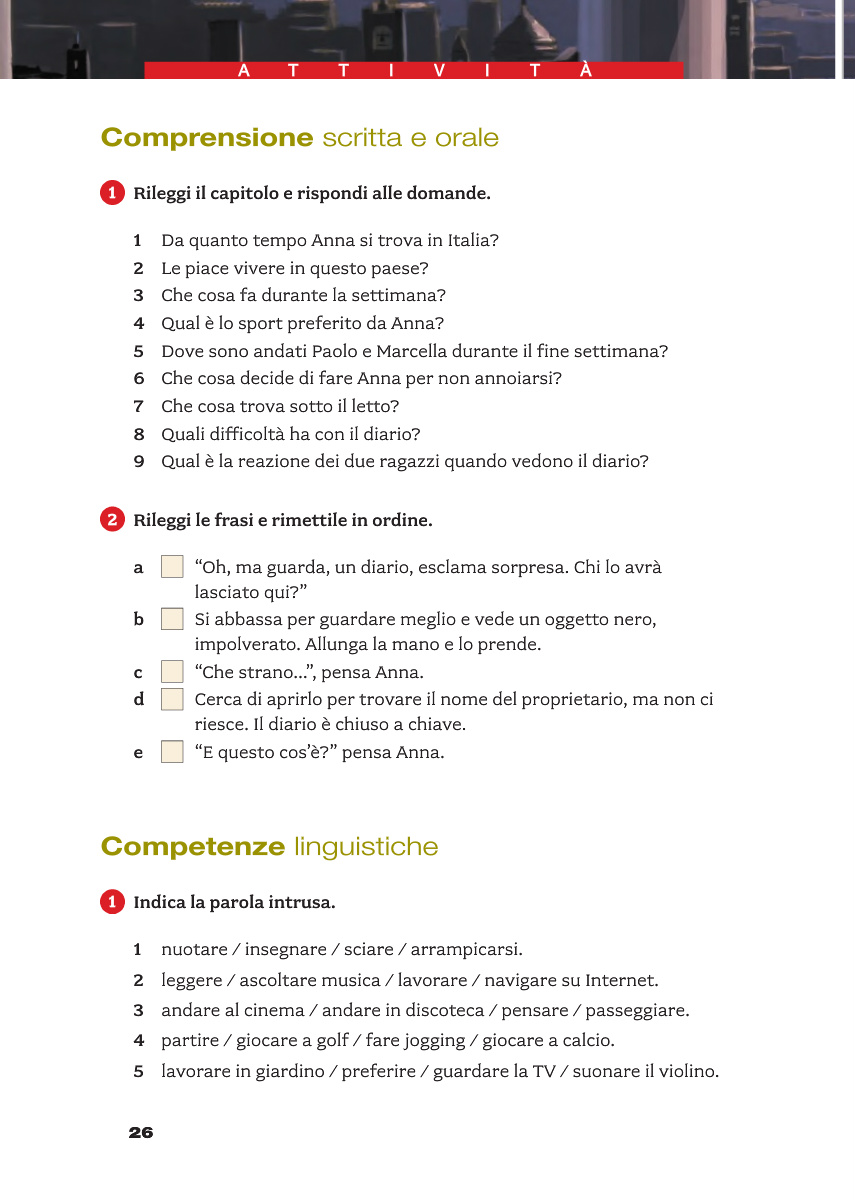 ATTIVITÀ
Comprensione scritta e orale
1 Rileggi il capitolo e rispondi alle domande.
1 Da quanto tempo Anna si trova in Italia?
2 Le piace vivere in questo paese?
3 Che cosa fa durante la settimana?
4 Qual è lo sport preferito da Anna?
5 Dove sono andati Paolo e Marcella durante il fine settimana?
6 Che cosa decide di fare Anna per non annoiarsi?
7 Che cosa trova sotto il letto?
8 Quali difficoltà ha con il diario?
9 Qual è la reazione dei due ragazzi quando vedono il diario?
2 Rileggi le frasi e rimettile in ordine.
a “Oh, ma guarda, un diario, esclama sorpresa. Chi lo avrà
lasciato qui?”
b Si abbassa per guardare meglio e vede un oggetto nero,
impolverato. Allunga la mano e lo prende.
c “Che strano...”, pensa Anna.
d Cerca di aprirlo per trovare il nome del proprietario, ma non ci
riesce. Il diario è chiuso a chiave.
e “E questo cos’è?” pensa Anna.
Competenze linguistiche
1 Indica la parola intrusa.
1 nuotare / insegnare / sciare / arrampicarsi.
2 leggere / ascoltare musica / lavorare / navigare su Internet.
3 andare al cinema / andare in discoteca / pensare / passeggiare.
4 partire / giocare a golf / fare jogging / giocare a calcio.
5 lavorare in giardino / preferire / guardare la TV / suonare il violino.
26